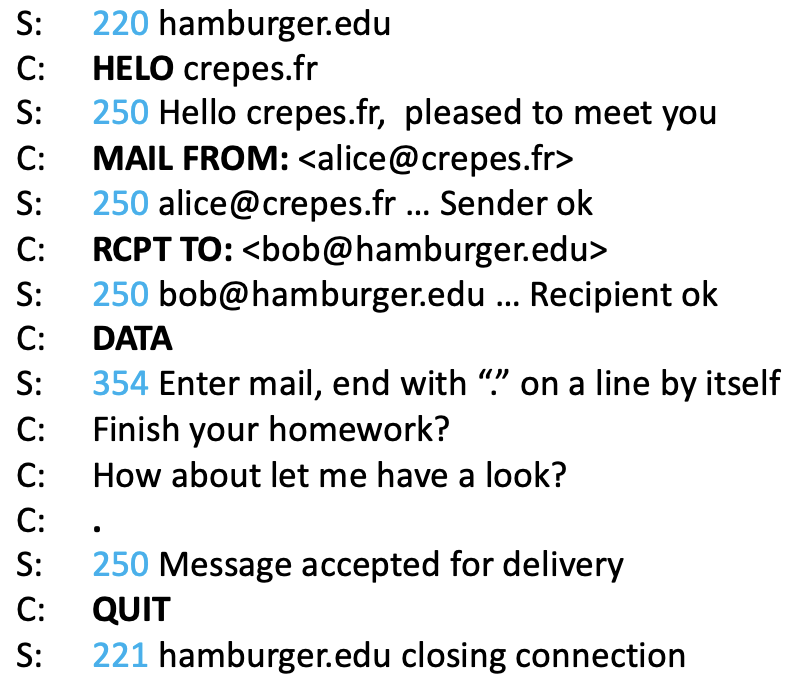 S: 220 hamburger.edu
C: HELO crepes.fr
S: 250 Hello crepes.fr, pleased to meet you
C: MAIL FROM: <alice@crepes.fr>
S: 250 alice@crepes.fr … Sender ok
C: RCPT TO: <bob@hamburger.edu>
S: 250 bob@hamburger.edu … Recipient ok
C: DATA
S: 354 Enter mail, end with “.” on a line by itself
C: Finish your homework?
C: How about let me have a look?
C: .
S: 250 Message accepted for delivery
C: QUIT
S: 221 hamburger.edu closing connection